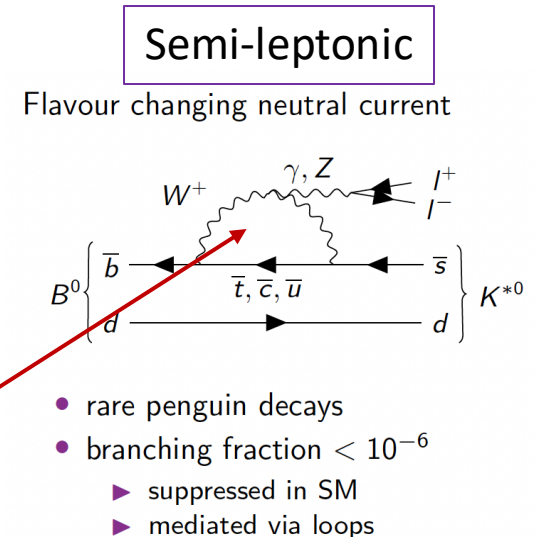 Semi-leptonic
Flavour changing neutral current
γ, Z
W⁺
l⁺
l⁻
B⁰
b̅
t̅, c̅, u̅
s̅
K*⁰
d
d
• rare penguin decays
• branching fraction < 10⁻⁶
▶ suppressed in SM
▶ mediated via loops